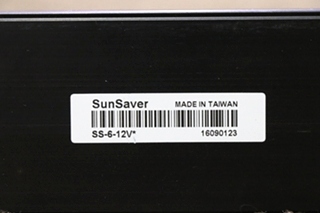 SunSaver MADE IN TAIWAN
SS-6-12V* 16090123